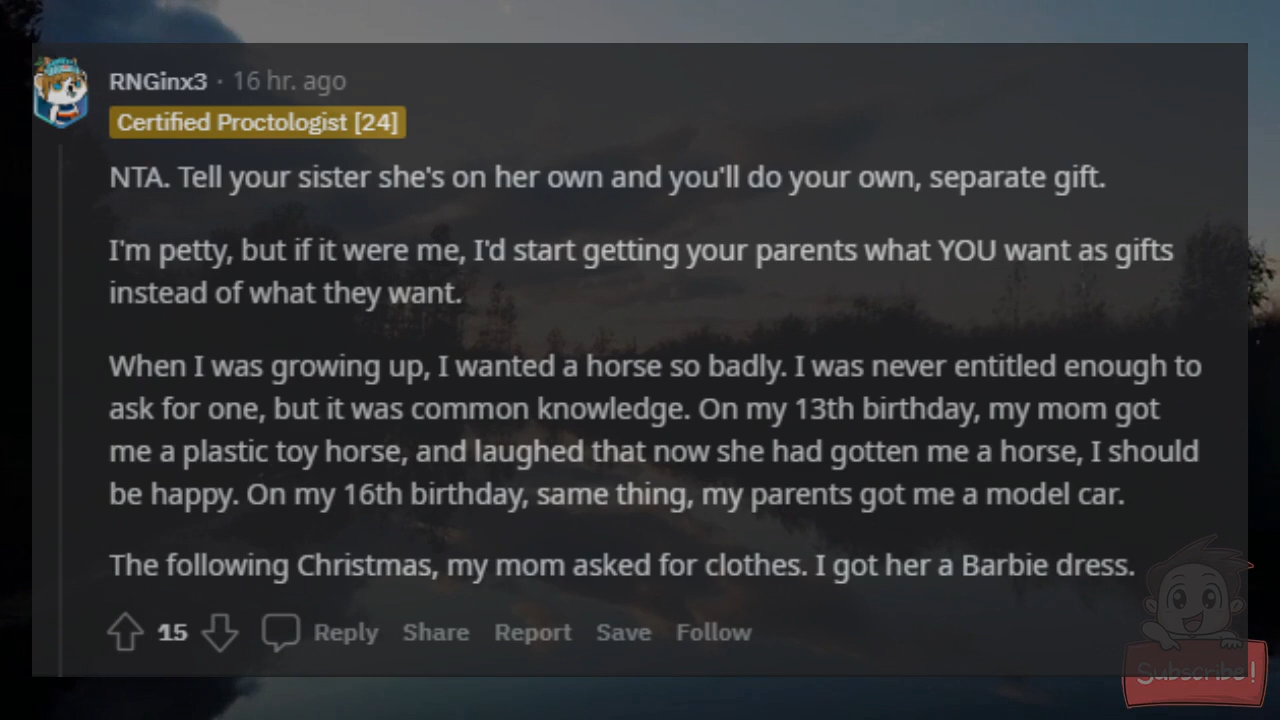 RNGinx3 · 16 hr. ago
Certified Proctologist [24]
NTA. Tell your sister she's on her own and you'll do your own, separate gift.
I'm petty, but if it were me, I'd start getting your parents what YOU want as gifts
instead of what they want.
When I was growing up, I wanted a horse so badly. I was never entitled enough to
ask for one, but it was common knowledge. On my 13th birthday, my mom got
me a plastic toy horse, and laughed that now she had gotten me a horse, I should
be happy. On my 16th birthday, same thing, my parents got me a model car.
The following Christmas, my mom asked for clothes. I got her a Barbie dress.
15 Reply Share Report Save Follow
Subscribe!